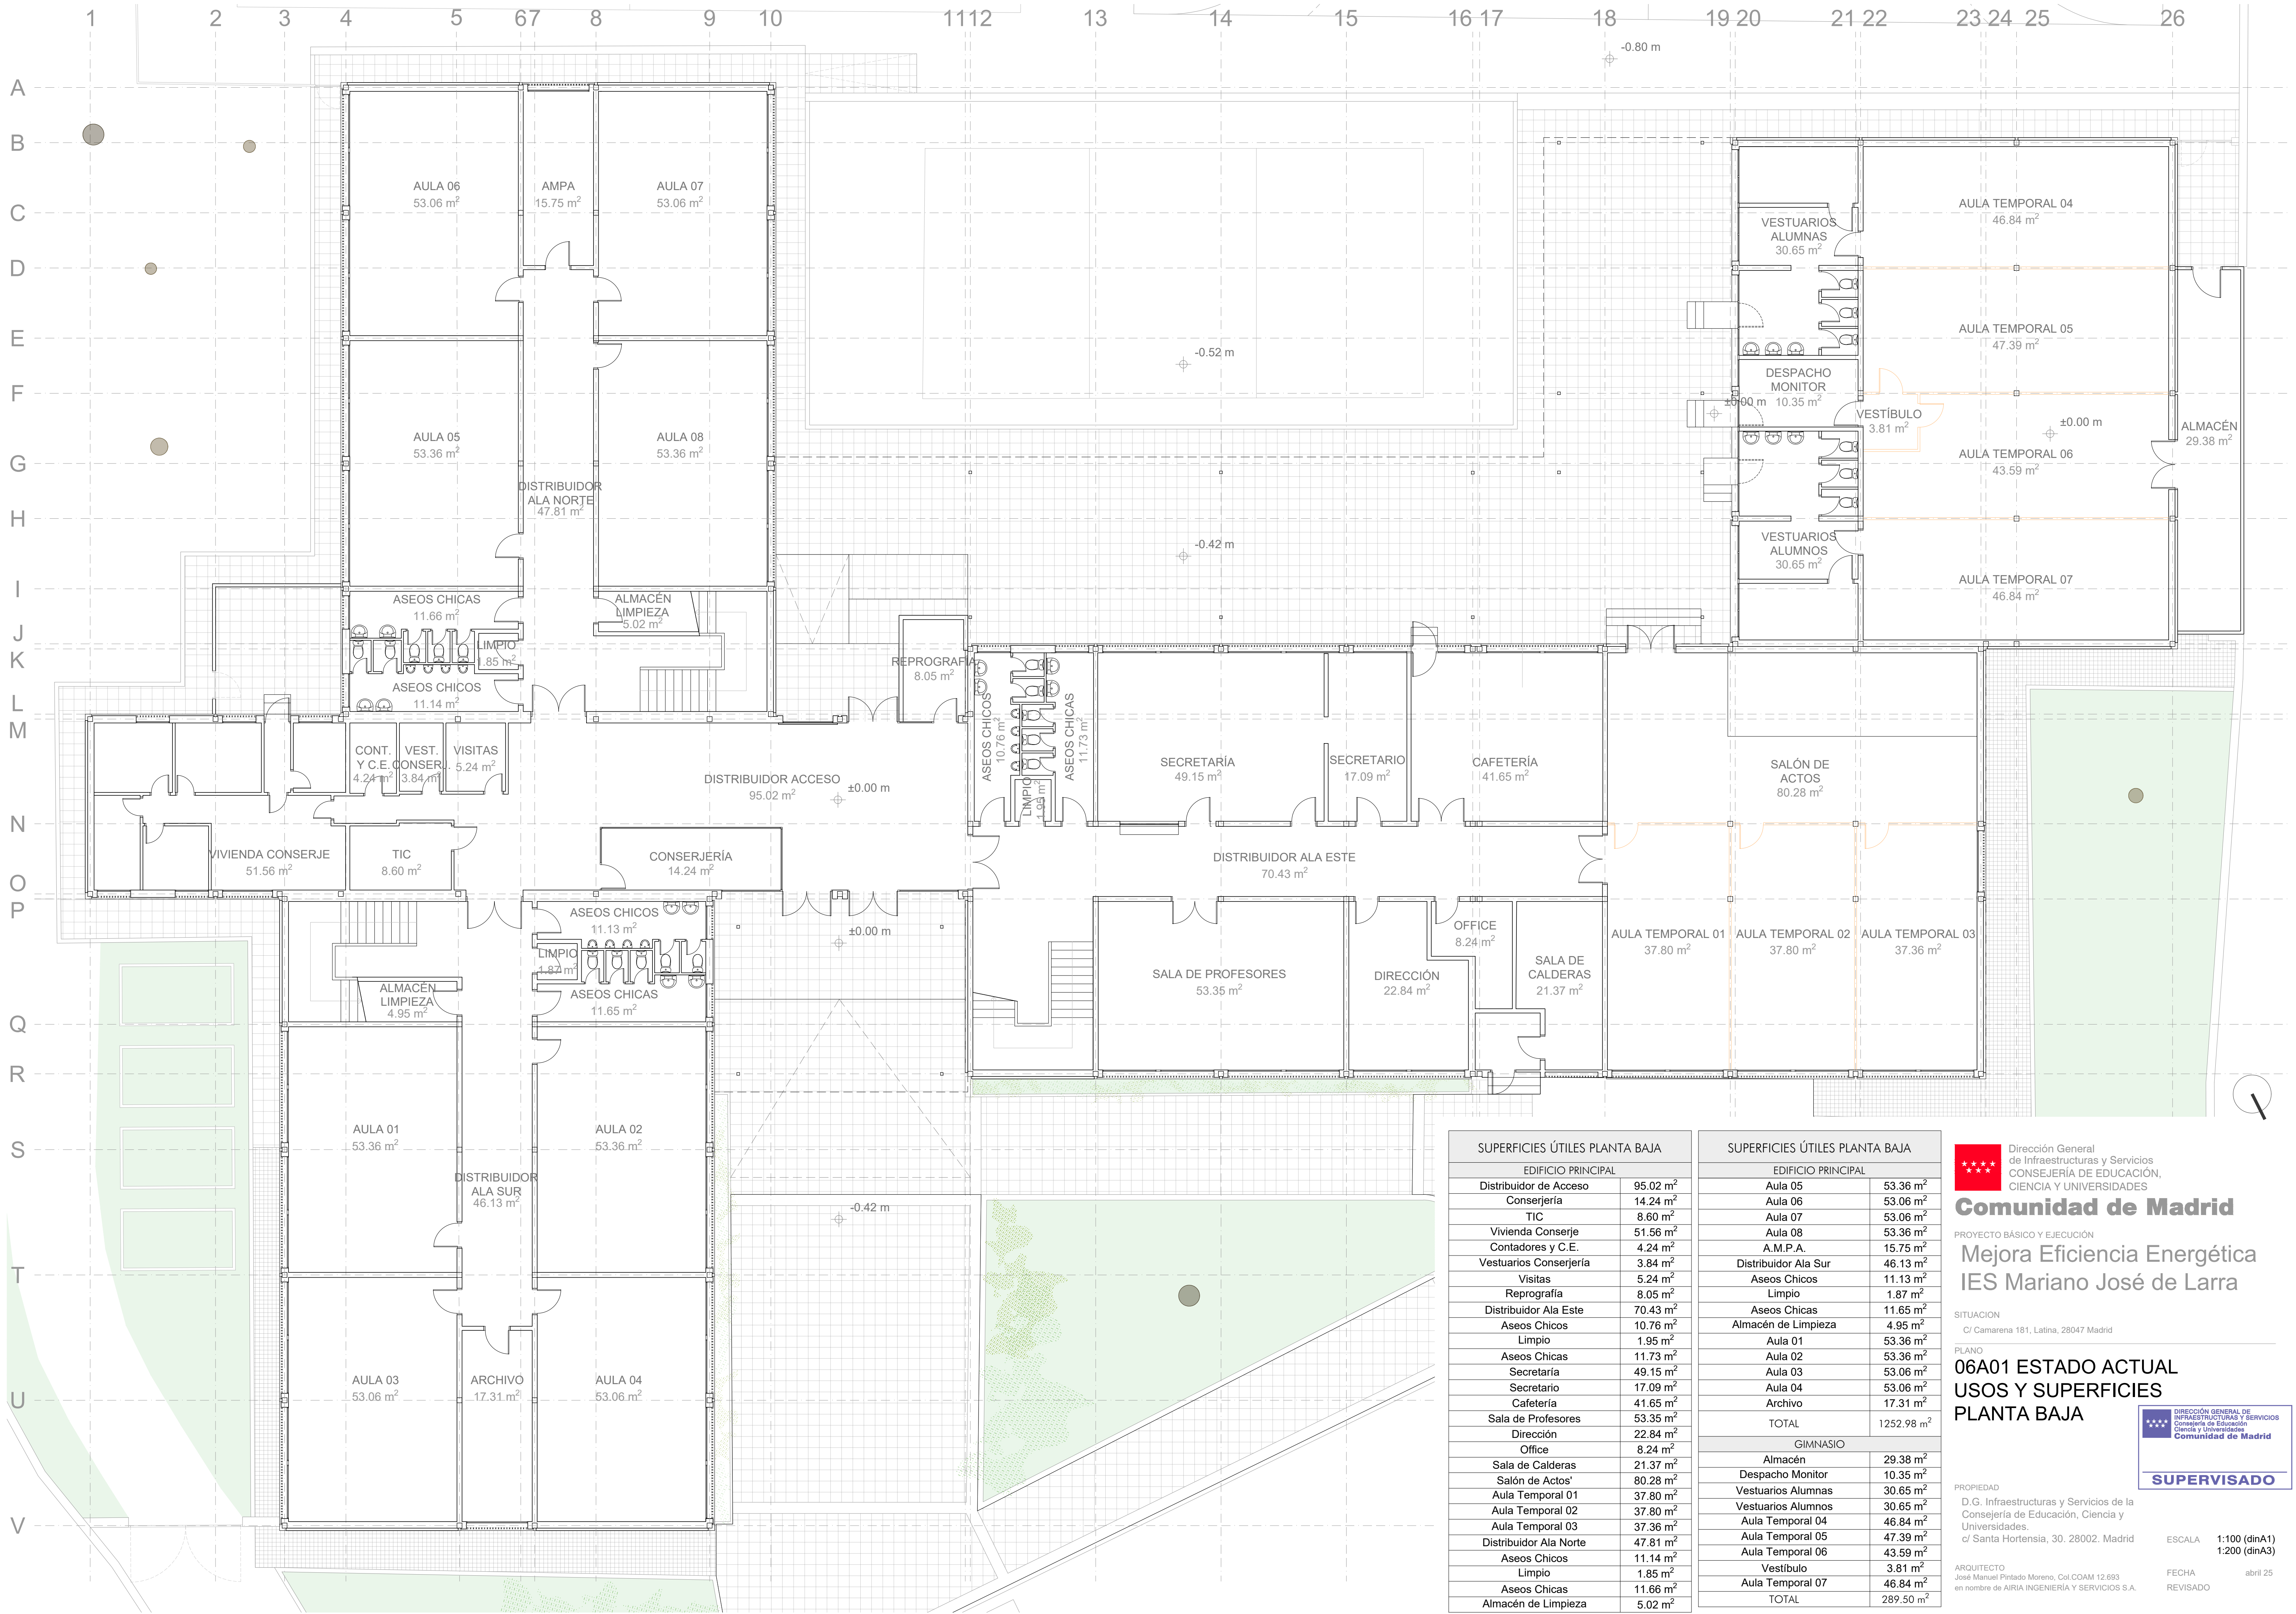 1 2 3 4 5 6 7 8 9 10 11 12 13 14 15 16 17 18 19 20 21 22 23 24 25 26
A
B
C
D
E
F
G
H
I
J
K
L
M
N
O
P
Q
R
S
T
U
V
-0.80 m
AULA 06
53.06 m²
AMPA
15.75 m²
AULA 07
53.06 m²
VESTUARIOS
ALUMNAS
30.65 m²
AULA TEMPORAL 04
46.84 m²
-0.52 m
AULA TEMPORAL 05
47.39 m²
DESPACHO
MONITOR
10.35 m²
±0.00 m
VESTÍBULO
3.81 m²
±0.00 m
ALMACÉN
29.38 m²
AULA 05
53.36 m²
AULA 08
53.36 m²
AULA TEMPORAL 06
43.59 m²
DISTRIBUIDOR
ALA NORTE
47.81 m²
-0.42 m
VESTUARIOS
ALUMNOS
30.65 m²
AULA TEMPORAL 07
46.84 m²
ASEOS CHICAS
11.66 m²
ALMACÉN
LIMPIEZA
5.02 m²
LIMPIO
1.85 m²
ASEOS CHICOS
11.14 m²
REPROGRAFÍA
8.05 m²
CONT.
Y C.E.
4.24 m²
VEST.
CONSERJ.
3.84 m²
VISITAS
5.24 m²
DISTRIBUIDOR ACCESO
95.02 m²
±0.00 m
ASEOS CHICOS
10.76 m²
LIMPIO
1.95 m²
ASEOS CHICAS
11.73 m²
SECRETARÍA
49.15 m²
SECRETARIO
17.09 m²
CAFETERÍA
41.65 m²
SALÓN DE
ACTOS
80.28 m²
VIVIENDA CONSERJE
51.56 m²
TIC
8.60 m²
CONSERJERÍA
14.24 m²
DISTRIBUIDOR ALA ESTE
70.43 m²
ASEOS CHICOS
11.13 m²
LIMPIO
1.87 m²
ASEOS CHICAS
11.65 m²
±0.00 m
ALMACÉN
LIMPIEZA
4.95 m²
SALA DE PROFESORES
53.35 m²
DIRECCIÓN
22.84 m²
OFFICE
8.24 m²
SALA DE
CALDERAS
21.37 m²
AULA TEMPORAL 01
37.80 m²
AULA TEMPORAL 02
37.80 m²
AULA TEMPORAL 03
37.36 m²
AULA 01
53.36 m²
AULA 02
53.36 m²
DISTRIBUIDOR
ALA SUR
46.13 m²
-0.42 m
AULA 03
53.06 m²
ARCHIVO
17.31 m²
AULA 04
53.06 m²
SUPERFICIES ÚTILES PLANTA BAJA
EDIFICIO PRINCIPAL
Distribuidor de Acceso 95.02 m²
Conserjería 14.24 m²
TIC 8.60 m²
Vivienda Conserje 51.56 m²
Contadores y C.E. 4.24 m²
Vestuarios Conserjería 3.84 m²
Visitas 5.24 m²
Reprografía 8.05 m²
Distribuidor Ala Este 70.43 m²
Aseos Chicos 10.76 m²
Limpio 1.95 m²
Aseos Chicas 11.73 m²
Secretaría 49.15 m²
Secretario 17.09 m²
Cafetería 41.65 m²
Sala de Profesores 53.35 m²
Dirección 22.84 m²
Office 8.24 m²
Sala de Calderas 21.37 m²
Salón de Actos' 80.28 m²
Aula Temporal 01 37.80 m²
Aula Temporal 02 37.80 m²
Aula Temporal 03 37.36 m²
Distribuidor Ala Norte 47.81 m²
Aseos Chicos 11.14 m²
Limpio 1.85 m²
Aseos Chicas 11.66 m²
Almacén de Limpieza 5.02 m²
SUPERFICIES ÚTILES PLANTA BAJA
EDIFICIO PRINCIPAL
Aula 05 53.36 m²
Aula 06 53.06 m²
Aula 07 53.06 m²
Aula 08 53.36 m²
A.M.P.A. 15.75 m²
Distribuidor Ala Sur 46.13 m²
Aseos Chicos 11.13 m²
Limpio 1.87 m²
Aseos Chicas 11.65 m²
Almacén de Limpieza 4.95 m²
Aula 01 53.36 m²
Aula 02 53.36 m²
Aula 03 53.06 m²
Aula 04 53.06 m²
Archivo 17.31 m²
TOTAL 1252.98 m²
GIMNASIO
Almacén 29.38 m²
Despacho Monitor 10.35 m²
Vestuarios Alumnas 30.65 m²
Vestuarios Alumnos 30.65 m²
Aula Temporal 04 46.84 m²
Aula Temporal 05 47.39 m²
Aula Temporal 06 43.59 m²
Vestíbulo 3.81 m²
Aula Temporal 07 46.84 m²
TOTAL 289.50 m²
Dirección General
de Infraestructuras y Servicios
CONSEJERÍA DE EDUCACIÓN,
CIENCIA Y UNIVERSIDADES
Comunidad de Madrid
PROYECTO BÁSICO Y EJECUCIÓN
Mejora Eficiencia Energética
IES Mariano José de Larra
SITUACION
C/ Camarena 181, Latina, 28047 Madrid
PLANO
06A01 ESTADO ACTUAL
USOS Y SUPERFICIES
PLANTA BAJA
DIRECCIÓN GENERAL DE
INFRAESTRUCTURAS Y SERVICIOS
Consejería de Educación
Ciencia y Universidades
Comunidad de Madrid
SUPERVISADO
PROPIEDAD
D.G. Infraestructuras y Servicios de la
Consejería de Educación, Ciencia y
Universidades.
c/ Santa Hortensia, 30. 28002. Madrid
ESCALA 1:100 (dinA1)
1:200 (dinA3)
ARQUITECTO
José Manuel Pintado Moreno, Col.COAM 12.693
en nombre de AIRIA INGENIERÍA Y SERVICIOS S.A.
FECHA abril 25
REVISADO